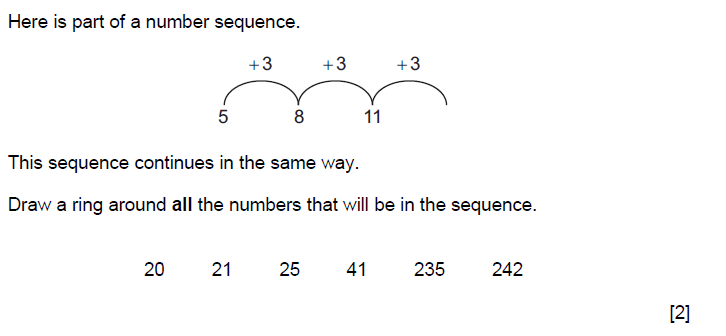 Here is part of a number sequence.
+3 +3 +3
5 8 11
This sequence continues in the same way.
Draw a ring around all the numbers that will be in the sequence.
20 21 25 41 235 242
[2]